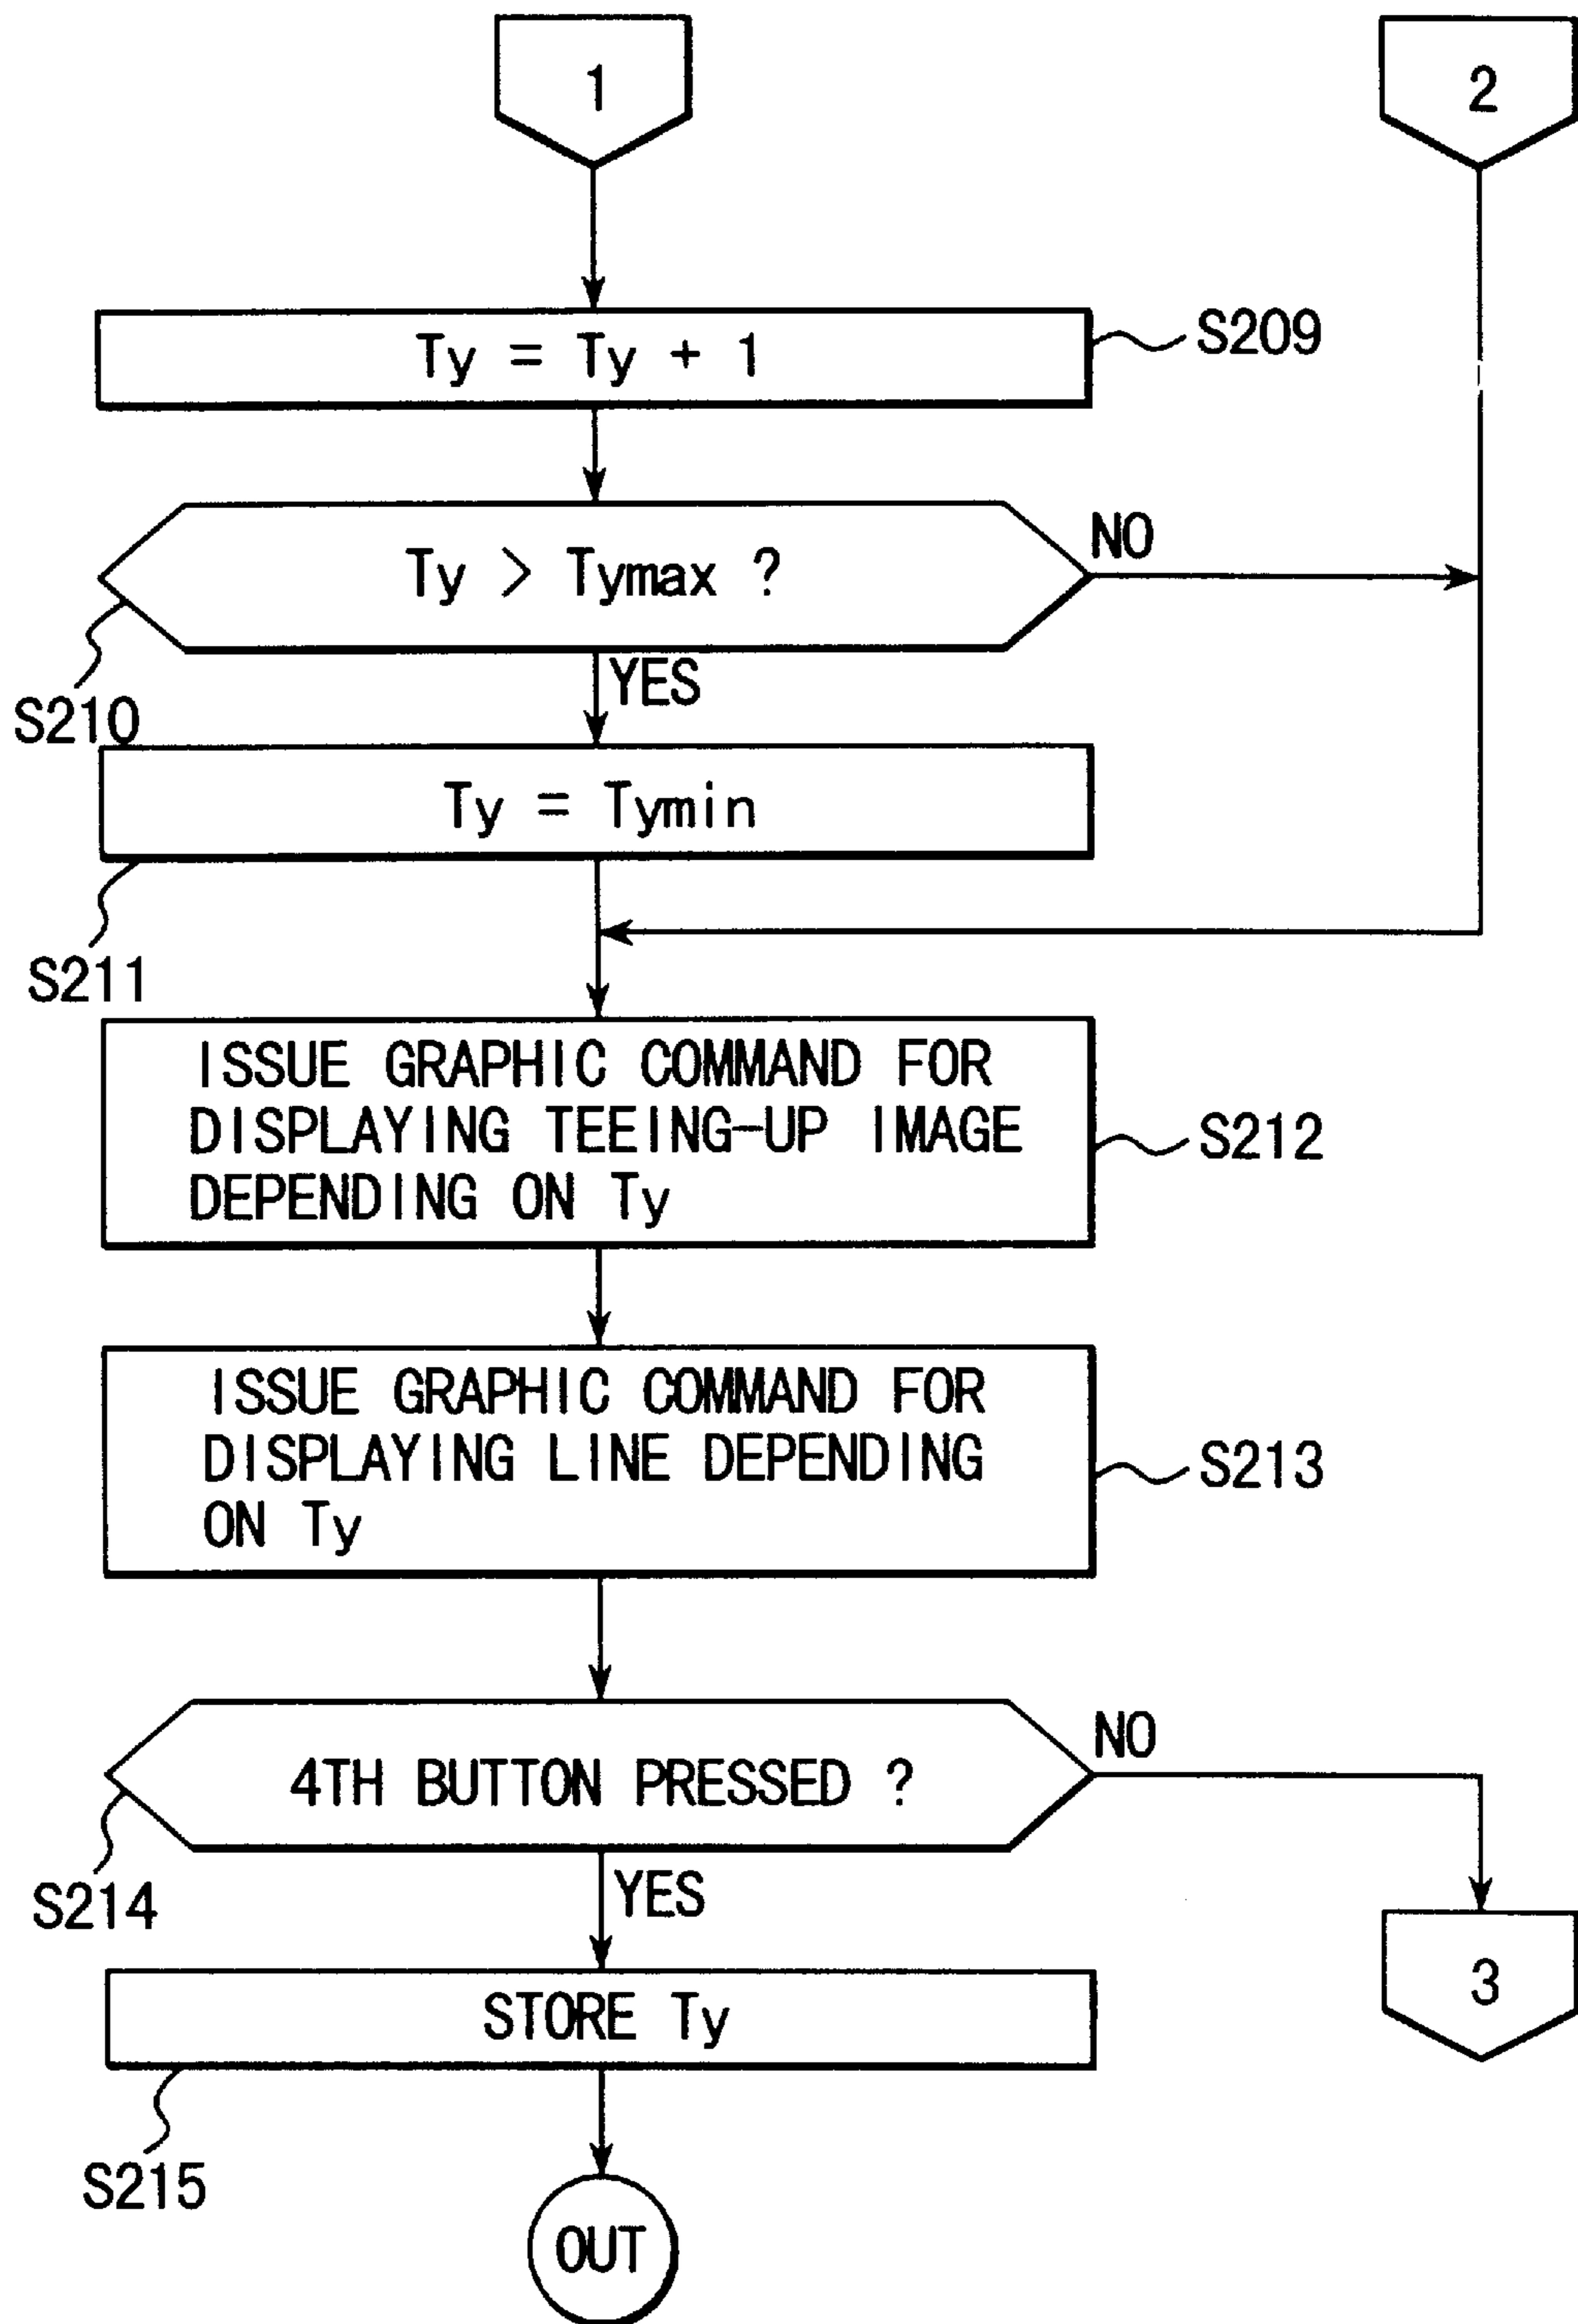 1
2
Ty = Ty + 1
S209
Ty > Tymax ?
NO
YES
S210
Ty = Tymin
S211
ISSUE GRAPHIC COMMAND FOR
DISPLAYING TEEING-UP IMAGE
DEPENDING ON Ty
S212
ISSUE GRAPHIC COMMAND FOR
DISPLAYING LINE DEPENDING
ON Ty
S213
4TH BUTTON PRESSED ?
NO
YES
S214
3
STORE Ty
S215
OUT